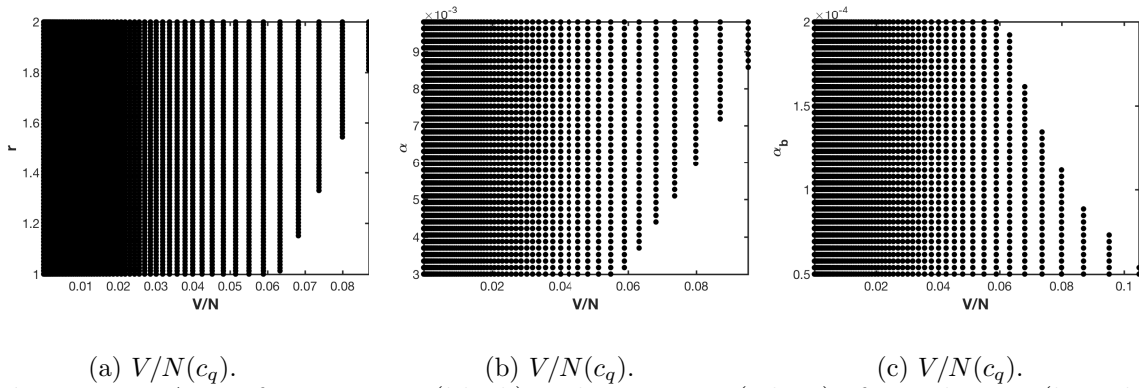 2
1.8
1.6
1.4
1.2
1
r
0.01 0.02 0.03 0.04 0.05 0.06 0.07 0.08
V/N
×10⁻³
9
8
7
6
5
4
3
α
0.02 0.04 0.06 0.08
V/N
×10⁻⁴
2
1.5
1
0.5
α_b
0.02 0.04 0.06 0.08 0.1
V/N
(a) V/N(c_q).
(b) V/N(c_q).
(c) V/N(c_q).